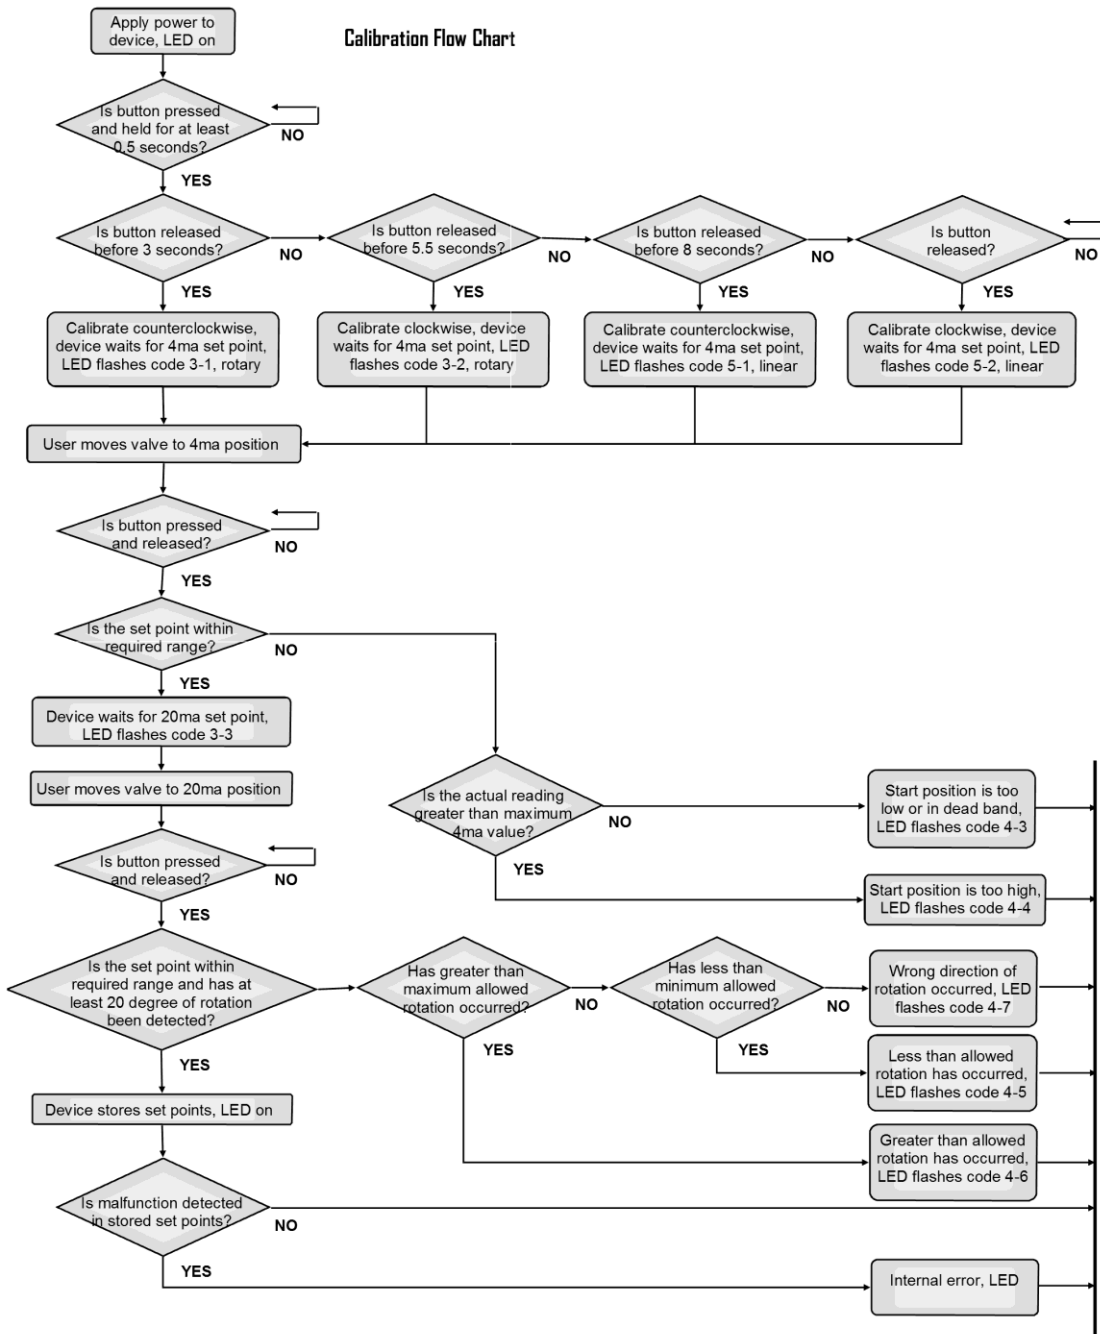 Calibration Flow Chart
Apply power to
device, LED on
Is button pressed
and held for at least
0.5 seconds?
NO
YES
Is button released
before 3 seconds?
NO
YES
Is button released
before 5.5 seconds?
NO
YES
Is button released
before 8 seconds?
NO
YES
Is button
released?
NO
YES
Calibrate counterclockwise,
device waits for 4ma set point,
LED flashes code 3-1, rotary
Calibrate clockwise, device
waits for 4ma set point, LED
flashes code 3-2, rotary
Calibrate counterclockwise,
device waits for 4ma set point,
LED flashes code 5-1, linear
Calibrate clockwise, device
waits for 4ma set point, LED
flashes code 5-2, linear
User moves valve to 4ma position
Is button pressed
and released?
NO
YES
Is the set point within
required range?
NO
YES
Device waits for 20ma set point,
LED flashes code 3-3
User moves valve to 20ma position
Is the actual reading
greater than maximum
4ma value?
NO
YES
Start position is too
low or in dead band,
LED flashes code 4-3
Start position is too high,
LED flashes code 4-4
Is button pressed
and released?
NO
YES
Is the set point within
required range and has at
least 20 degree of rotation
been detected?
YES
Has greater than
maximum allowed
rotation occurred?
NO
YES
Has less than
minimum allowed
rotation occurred?
NO
YES
Wrong direction of
rotation occurred, LED
flashes code 4-7
Less than allowed
rotation has occurred,
LED flashes code 4-5
Greater than allowed
rotation has occurred,
LED flashes code 4-6
Device stores set points, LED on
Is malfunction detected
in stored set points?
NO
YES
Internal error, LED